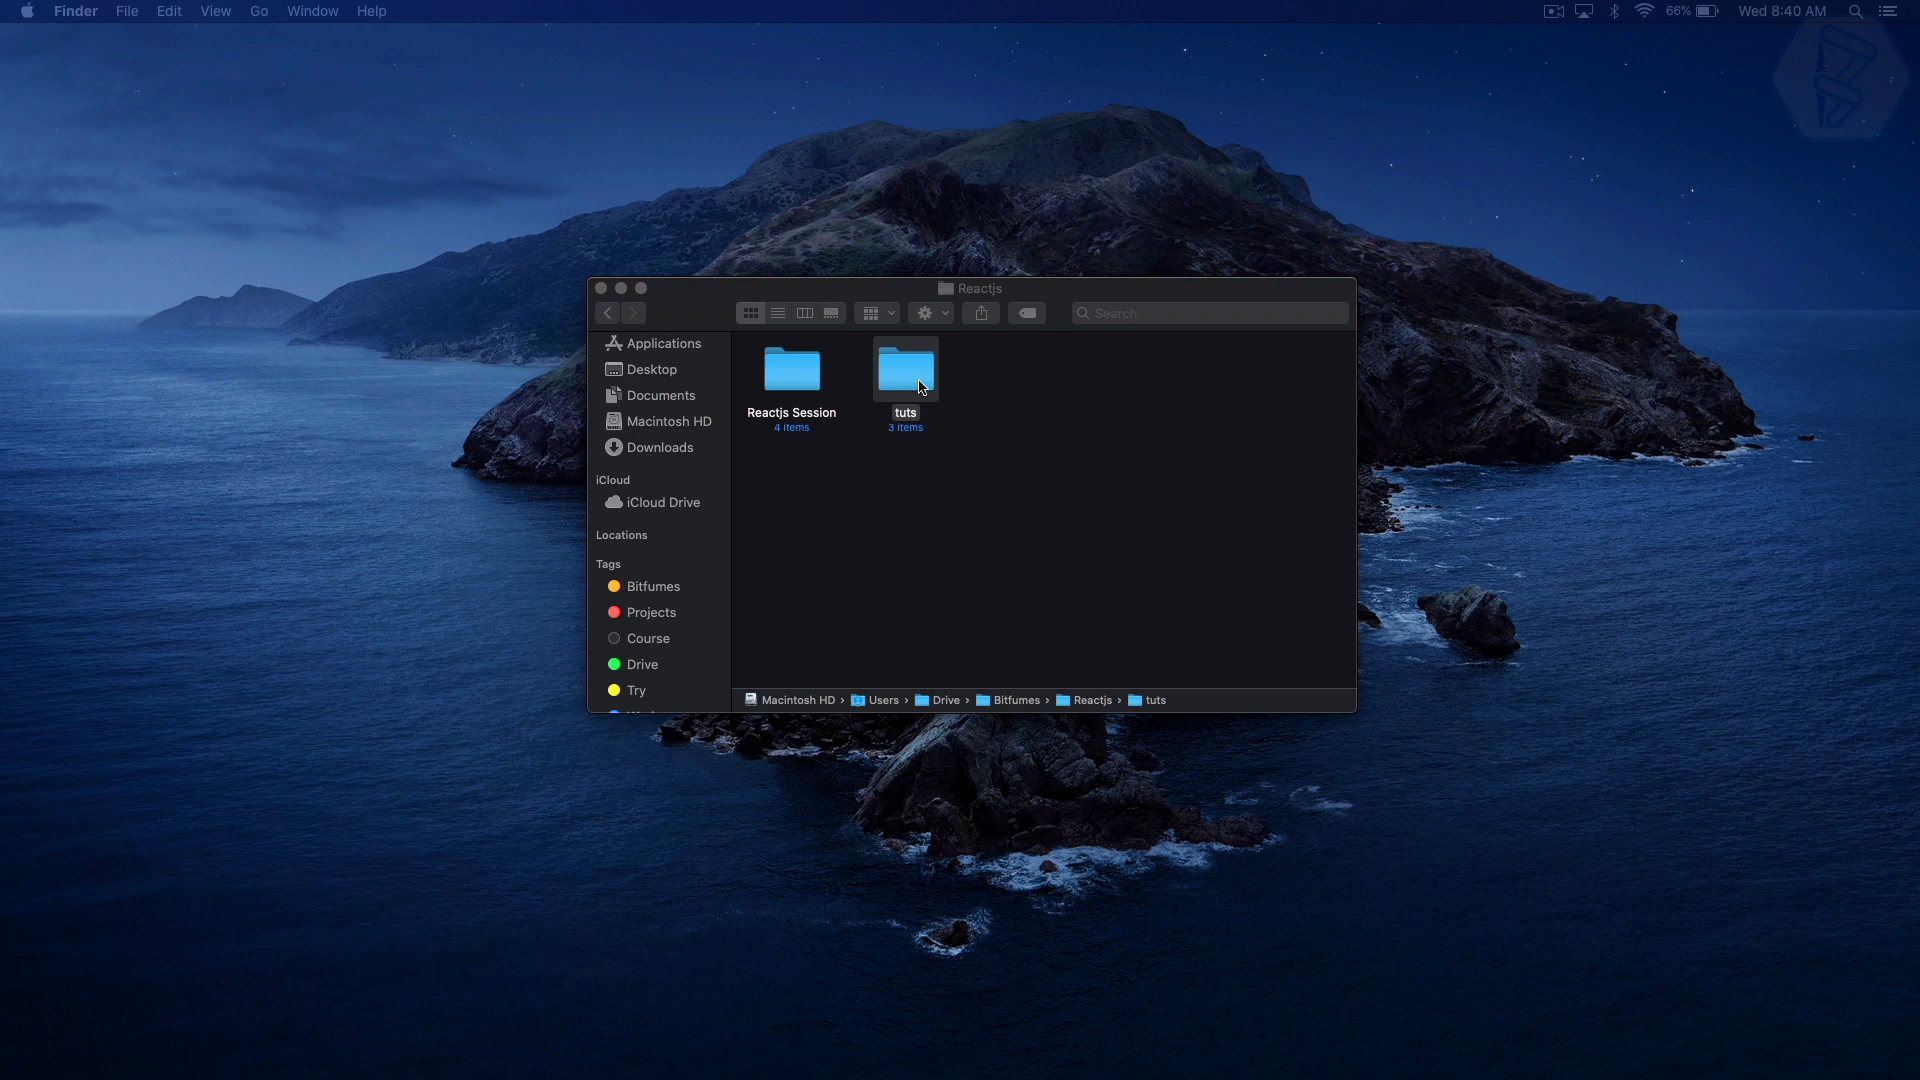 Finder File Edit View Go Window Help 66% Wed 8:40 AM
Reactjs
Search
Applications
Desktop
Documents
Macintosh HD
Downloads
iCloud
iCloud Drive
Locations
Tags
Bitfumes
Projects
Course
Drive
Try
Reactjs Session
4 items
tuts
3 items
Macintosh HD › Users › Drive › Bitfumes › Reactjs › tuts